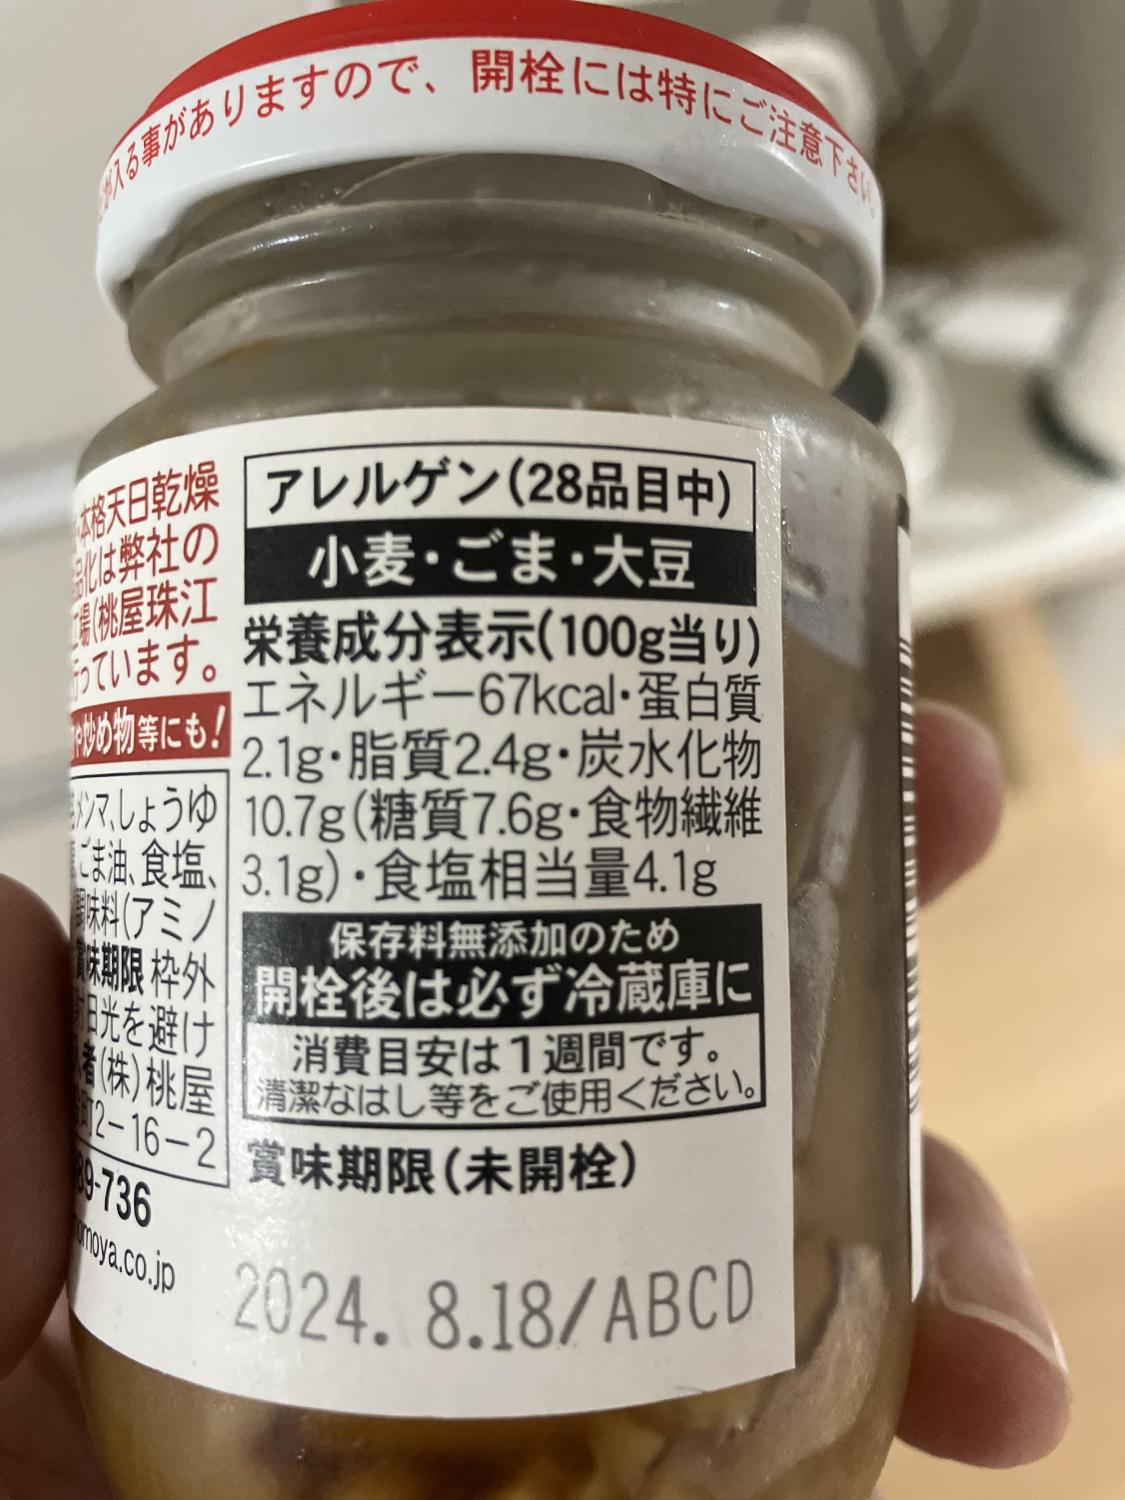 が入る事がありますので、開栓には特にご注意下さい。
本格天日乾燥
品化は弊社の
工場(桃屋珠江
行っています。
や炒め物等にも!
メンマ、しょうゆ
ごま油、食塩、
調味料(アミノ
賞味期限 枠外
日光を避け
者(株)桃屋
町2-16-2
89-736
momoya.co.jp
アレルゲン(28品目中)
小麦・ごま・大豆
栄養成分表示(100g当り)
エネルギー67kcal・蛋白質
2.1g・脂質2.4g・炭水化物
10.7g(糖質7.6g・食物繊維
3.1g)・食塩相当量4.1g
保存料無添加のため
開栓後は必ず冷蔵庫に
消費目安は1週間です。
清潔なはし等をご使用ください。
賞味期限(未開栓)
2024. 8.18/ABCD